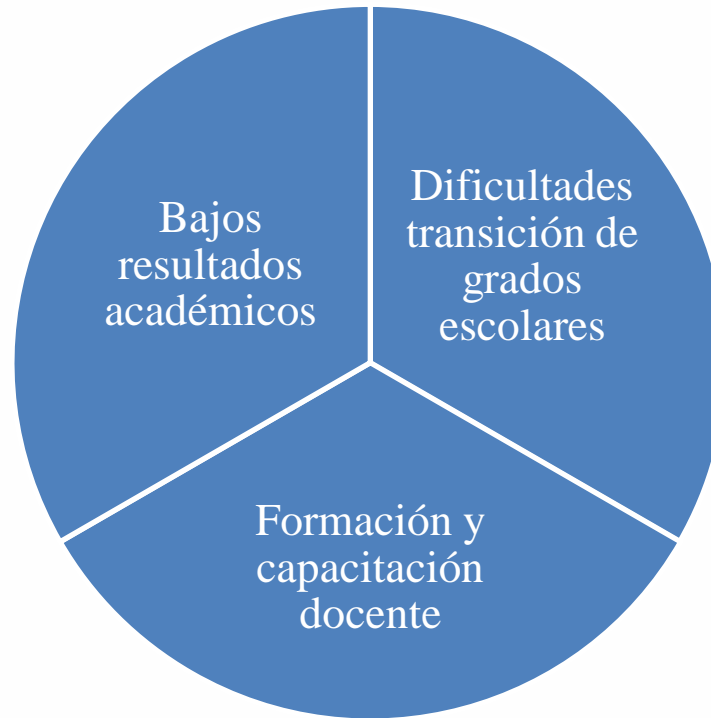 Bajos
resultados
académicos
Dificultades
transición de
grados
escolares
Formación y
capacitación
docente